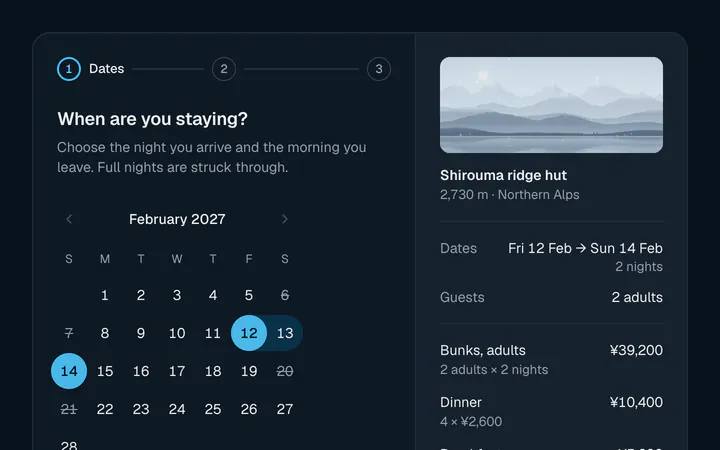 1 Dates 2 3
When are you staying?
Choose the night you arrive and the morning you
leave. Full nights are struck through.
February 2027
S M T W T F S
1 2 3 4 5 6
7 8 9 10 11 12 13
14 15 16 17 18 19 20
21 22 23 24 25 26 27
28
Shirouma ridge hut
2,730 m · Northern Alps
Dates Fri 12 Feb → Sun 14 Feb
2 nights
Guests 2 adults
Bunks, adults ¥39,200
2 adults × 2 nights
Dinner ¥10,400
4 × ¥2,600